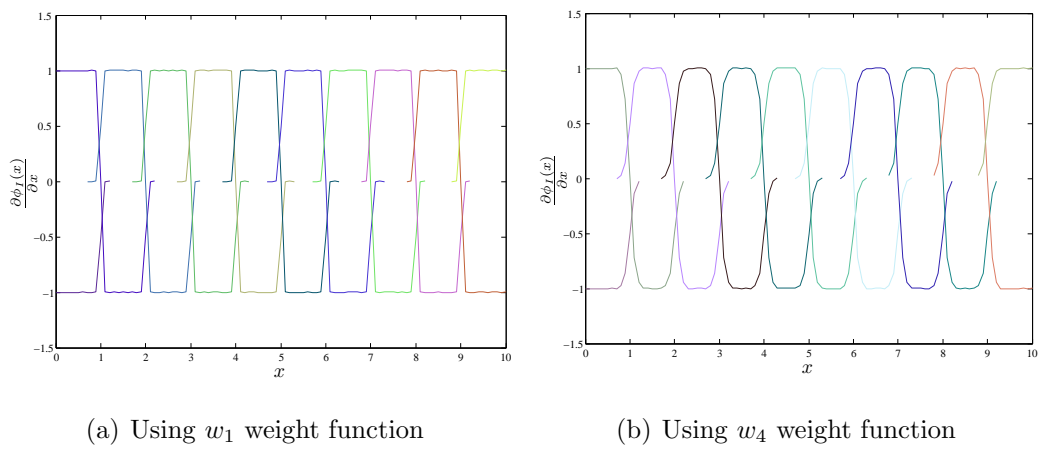 1.5
1
0.5
0
−0.5
−1
−1.5
∂ϕ_I(x)
∂x
0 1 2 3 4 5 6 7 8 9 10
x
(a) Using w₁ weight function
1.5
1
0.5
0
−0.5
−1
−1.5
∂ϕ_I(x)
∂x
0 1 2 3 4 5 6 7 8 9 10
x
(b) Using w₄ weight function